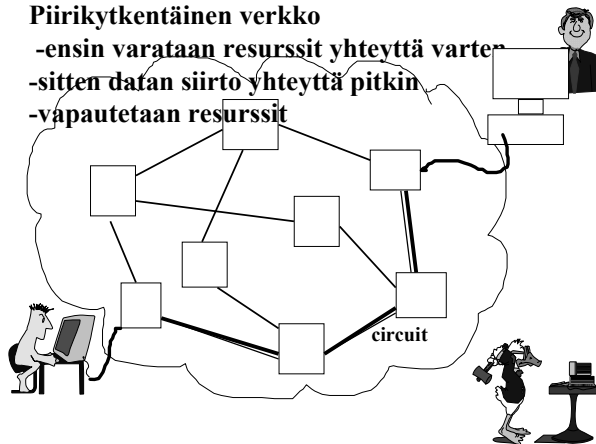 Piirikytkentäinen verkko
-ensin varataan resurssit yhteyttä varten
-sitten datan siirto yhteyttä pitkin
-vapautetaan resurssit
circuit